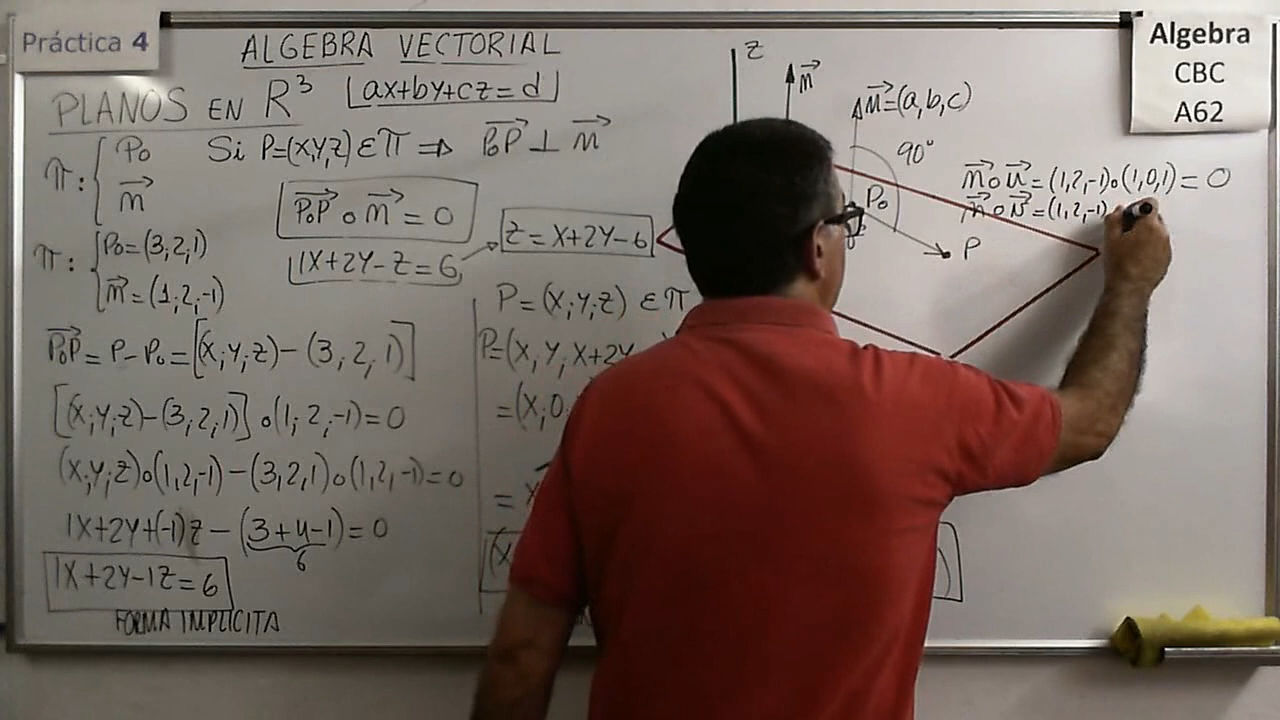 Práctica 4
ALGEBRA VECTORIAL
PLANOS EN R³ ax+by+cz=d
π: { P₀
n⃗
Si P=(x,y,z) ε π ⇒ P₀P⃗ ⊥ n⃗
P₀P⃗ ∘ n⃗ = 0
π: { P₀=(3,2,1)
n⃗=(1;2,-1)
1X+2Y-Z=6
Z=X+2Y-6
P₀P⃗ = P-P₀=[(x;y,z)-(3,2,1)]
[(x;y;z)-(3,2,1)]∘(1;2,-1)=0
(x;y;z)∘(1,2,-1)-(3,2,1)∘(1,2,-1)=0
1X+2Y+(-1)Z-(3+4-1)=0
6
1X+2Y-1Z=6
FORMA IMPLICITA
P=(x;y;z) ε π
P=(x,y,x+2y
=(x;0
=
(x
Z
n⃗
n⃗=(a,b,c)
90°
P₀
P
n⃗∘u⃗=(1,2,-1)∘(1,0,1)=0
n⃗∘v⃗=(1,2,-1)
Algebra
CBC
A62